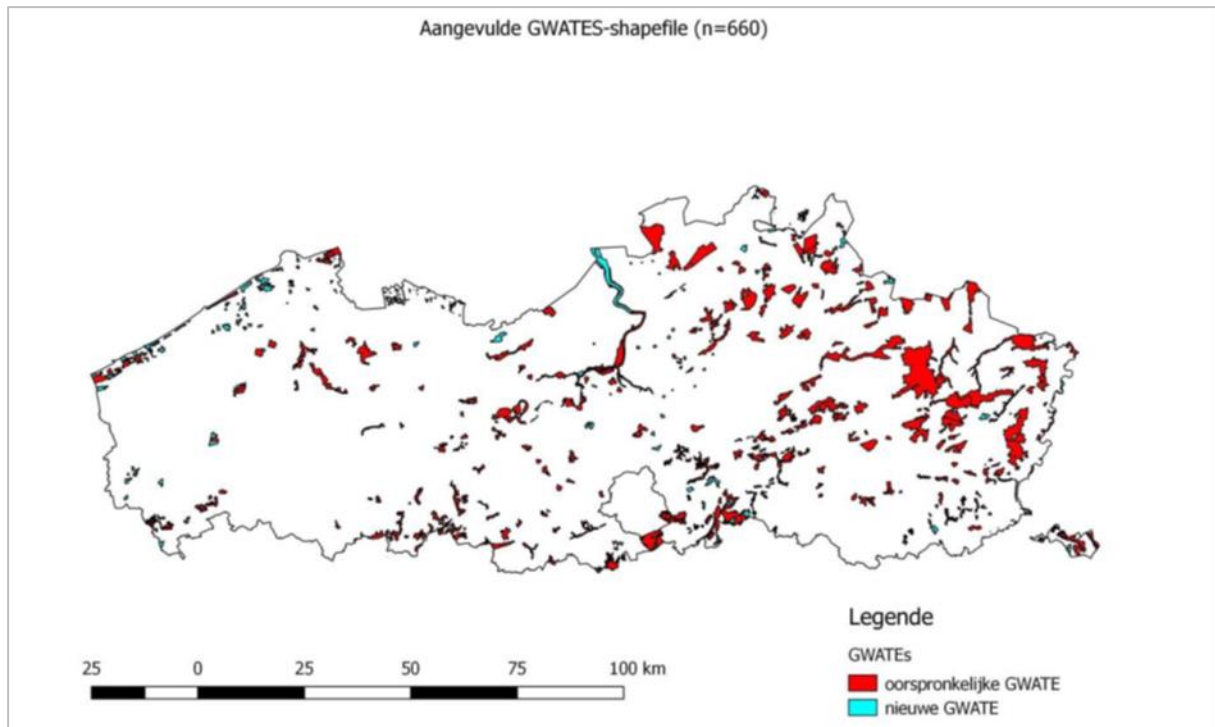 Aangevulde GWATES-shapefile (n=660)
Legende
GWATEs
oorspronkelijke GWATE
nieuwe GWATE
25 0 25 50 75 100 km